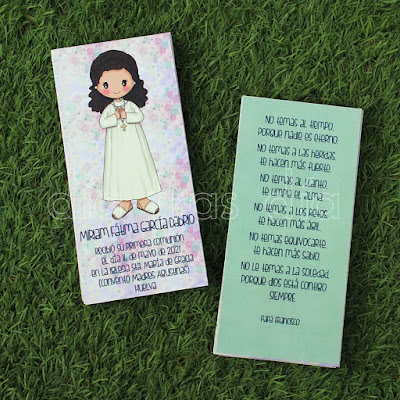 Miriam Fátima García Dabrio
Recibió su primera comunión
el día 16 de mayo de 2021
en la iglesia Sta. María de Gracia
(Convento Madres Agustinas)
Huelva
No temas al tiempo,
porque nadie es eterno.
No temas a las heridas,
te hacen más fuerte.
No temas al llanto,
te limpia el alma.
No temas a los retos,
te hacen más ágil.
No temas equivocarte,
te hacen más sabio.
No le temas a la soledad,
porque Dios está contigo
siempre.
Papa Francisco